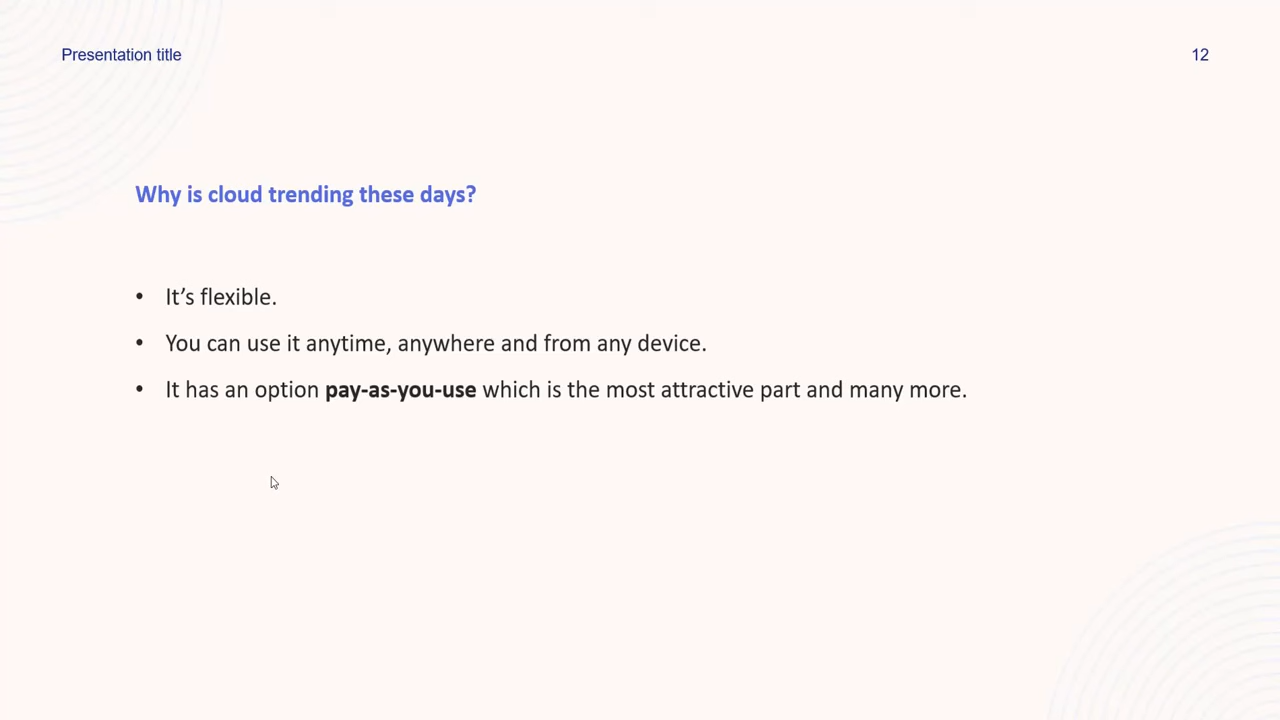 Presentation title
12
Why is cloud trending these days?
• It’s flexible.
• You can use it anytime, anywhere and from any device.
• It has an option pay-as-you-use which is the most attractive part and many more.